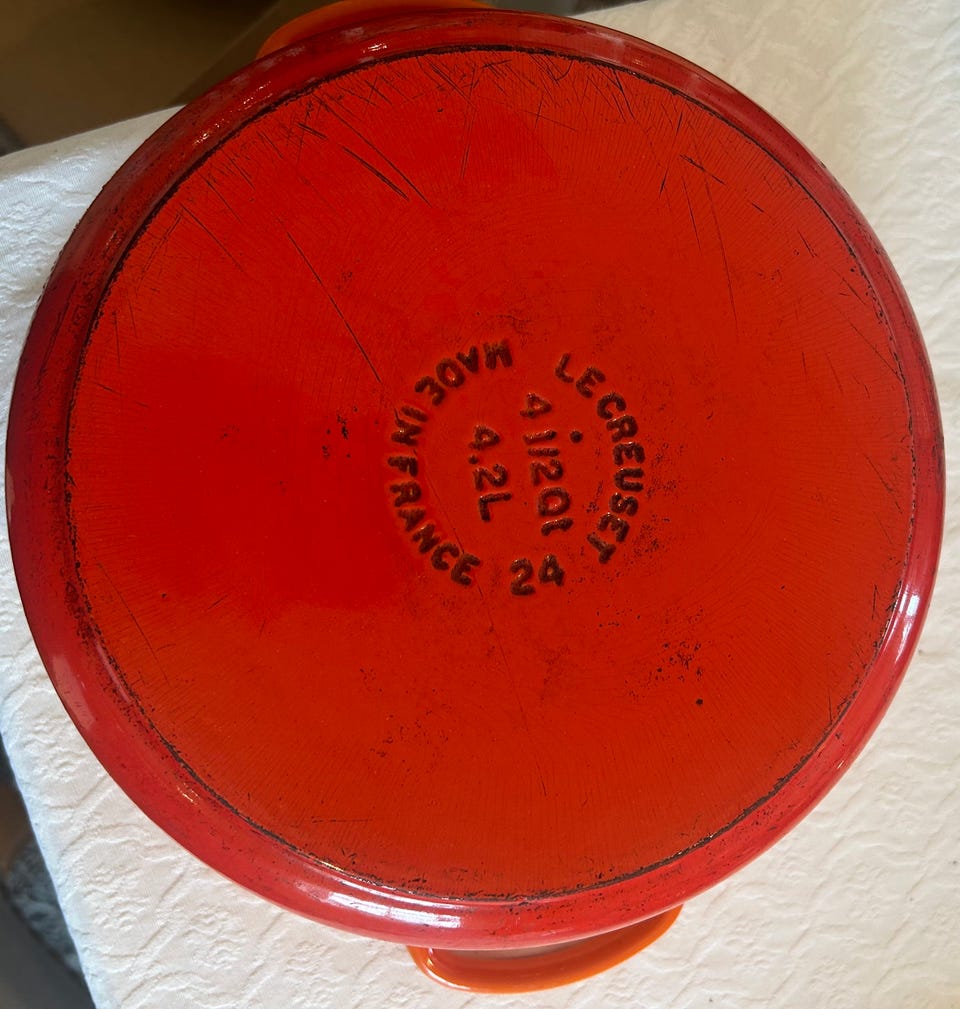 LE CREUSET
4 1/2 Qt
4.2L
24
MADE IN FRANCE